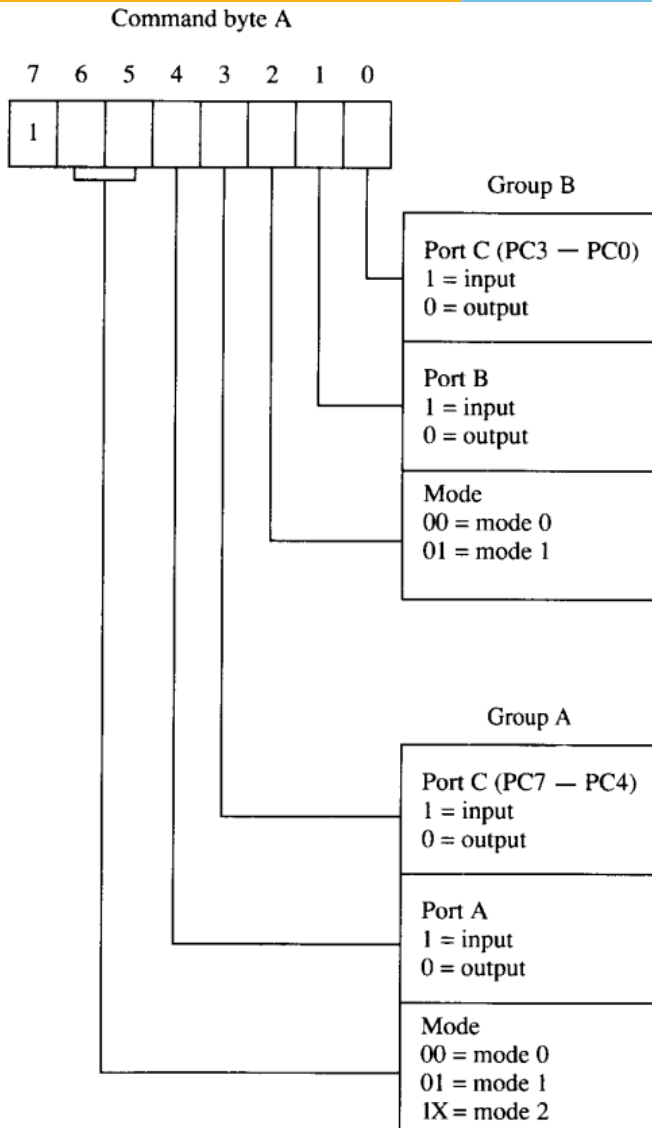 Command byte A
7 6 5 4 3 2 1 0
1
Group B
Port C (PC3 — PC0)
1 = input
0 = output
Port B
1 = input
0 = output
Mode
00 = mode 0
01 = mode 1
Group A
Port C (PC7 — PC4)
1 = input
0 = output
Port A
1 = input
0 = output
Mode
00 = mode 0
01 = mode 1
1X = mode 2